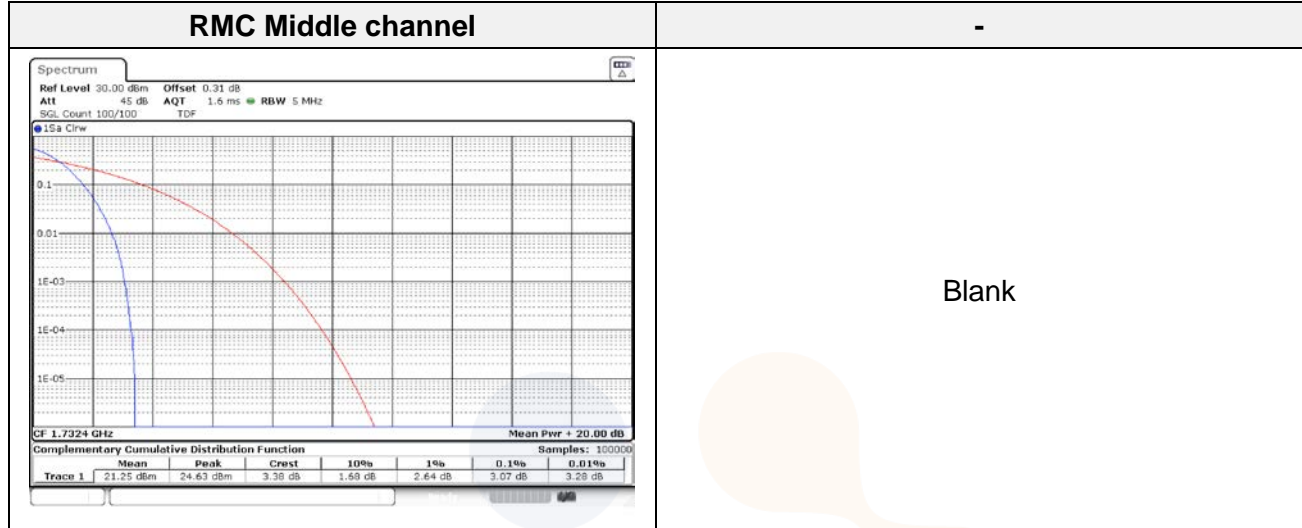 RMC Middle channel
-
Spectrum
Ref Level 30.00 dBm Offset 0.31 dB
Att 45 dB AQT 1.6 ms RBW 5 MHz
SGL Count 100/100 TDF
1Sa Clrw
0.1
0.01
1E-03
1E-04
1E-05
CF 1.7324 GHz Mean Pwr + 20.00 dB
Complementary Cumulative Distribution Function Samples: 100000
Mean Peak Crest 10% 1% 0.1% 0.01%
Trace 1 21.25 dBm 24.63 dBm 3.38 dB 1.68 dB 2.64 dB 3.07 dB 3.28 dB
Blank